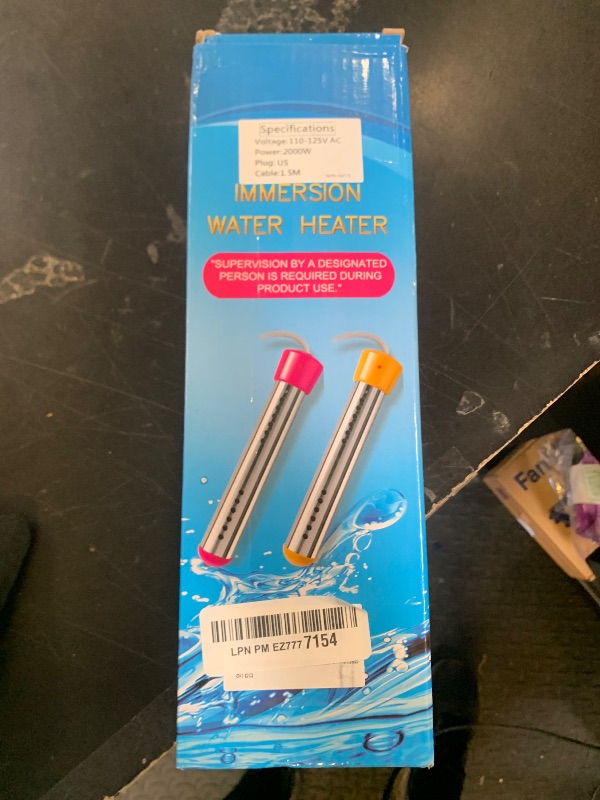 Specifications
Voltage:110-125V AC
Power:2000W
Plug: US
Cable:1.5M
IMMERSION
WATER HEATER
"SUPERVISION BY A DESIGNATED
PERSON IS REQUIRED DURING
PRODUCT USE."
Fan
LPN PM EZ777 7154